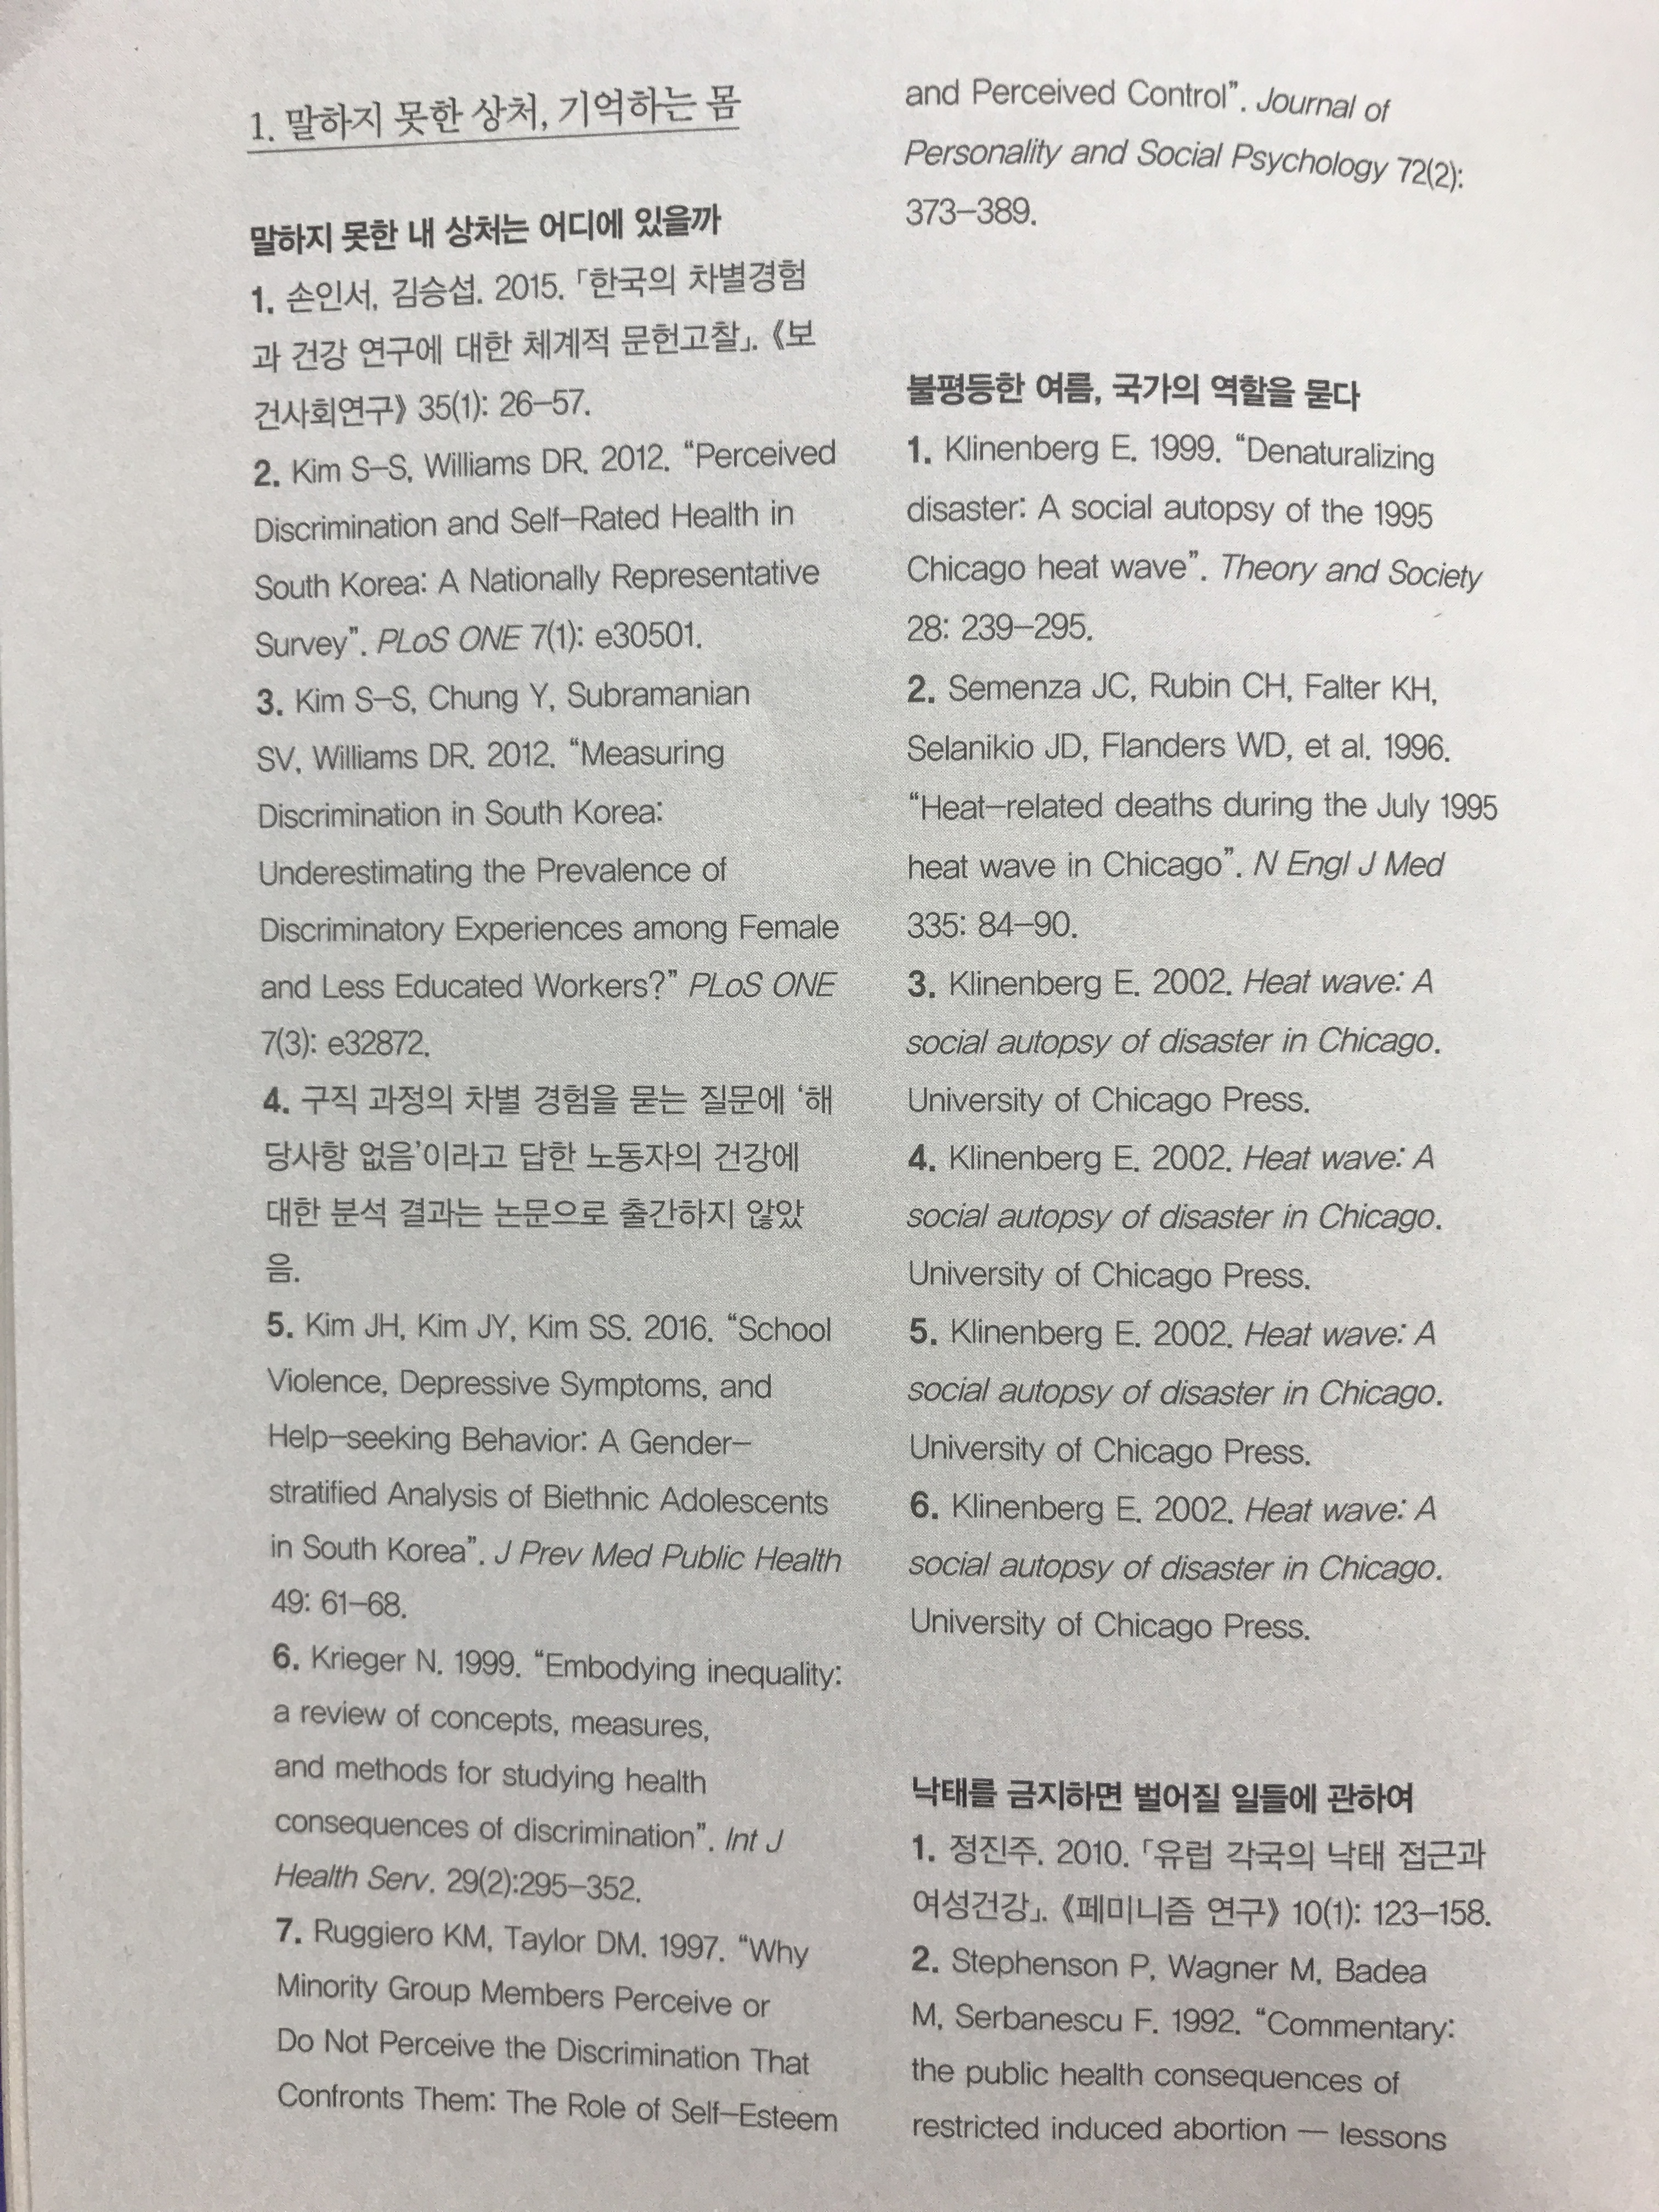 1. 말하지 못한 상처, 기억하는 몸
말하지 못한 내 상처는 어디에 있을까
1. 손인서, 김승섭. 2015. 「한국의 차별경험
과 건강 연구에 대한 체계적 문헌고찰」. 《보
건사회연구》 35(1): 26–57.
2. Kim S–S, Williams DR. 2012. “Perceived
Discrimination and Self–Rated Health in
South Korea: A Nationally Representative
Survey”. PLoS ONE 7(1): e30501.
3. Kim S–S, Chung Y, Subramanian
SV, Williams DR. 2012. “Measuring
Discrimination in South Korea:
Underestimating the Prevalence of
Discriminatory Experiences among Female
and Less Educated Workers?” PLoS ONE
7(3): e32872.
4. 구직 과정의 차별 경험을 묻는 질문에 ‘해
당사항 없음’이라고 답한 노동자의 건강에
대한 분석 결과는 논문으로 출간하지 않았
음.
5. Kim JH, Kim JY, Kim SS. 2016. “School
Violence, Depressive Symptoms, and
Help–seeking Behavior: A Gender–
stratified Analysis of Biethnic Adolescents
in South Korea”. J Prev Med Public Health
49: 61–68.
6. Krieger N. 1999. “Embodying inequality:
a review of concepts, measures,
and methods for studying health
consequences of discrimination”. Int J
Health Serv. 29(2):295–352.
7. Ruggiero KM, Taylor DM. 1997. “Why
Minority Group Members Perceive or
Do Not Perceive the Discrimination That
Confronts Them: The Role of Self–Esteem
and Perceived Control”. Journal of
Personality and Social Psychology 72(2):
373–389.
불평등한 여름, 국가의 역할을 묻다
1. Klinenberg E. 1999. “Denaturalizing
disaster: A social autopsy of the 1995
Chicago heat wave”. Theory and Society
28: 239–295.
2. Semenza JC, Rubin CH, Falter KH,
Selanikio JD, Flanders WD, et al. 1996.
“Heat–related deaths during the July 1995
heat wave in Chicago”. N Engl J Med
335: 84–90.
3. Klinenberg E. 2002. Heat wave: A
social autopsy of disaster in Chicago.
University of Chicago Press.
4. Klinenberg E. 2002. Heat wave: A
social autopsy of disaster in Chicago.
University of Chicago Press.
5. Klinenberg E. 2002. Heat wave: A
social autopsy of disaster in Chicago.
University of Chicago Press.
6. Klinenberg E. 2002. Heat wave: A
social autopsy of disaster in Chicago.
University of Chicago Press.
낙태를 금지하면 벌어질 일들에 관하여
1. 정진주. 2010. 「유럽 각국의 낙태 접근과
여성건강」. 《페미니즘 연구》 10(1): 123–158.
2. Stephenson P, Wagner M, Badea
M, Serbanescu F. 1992. “Commentary:
the public health consequences of
restricted induced abortion — lessons